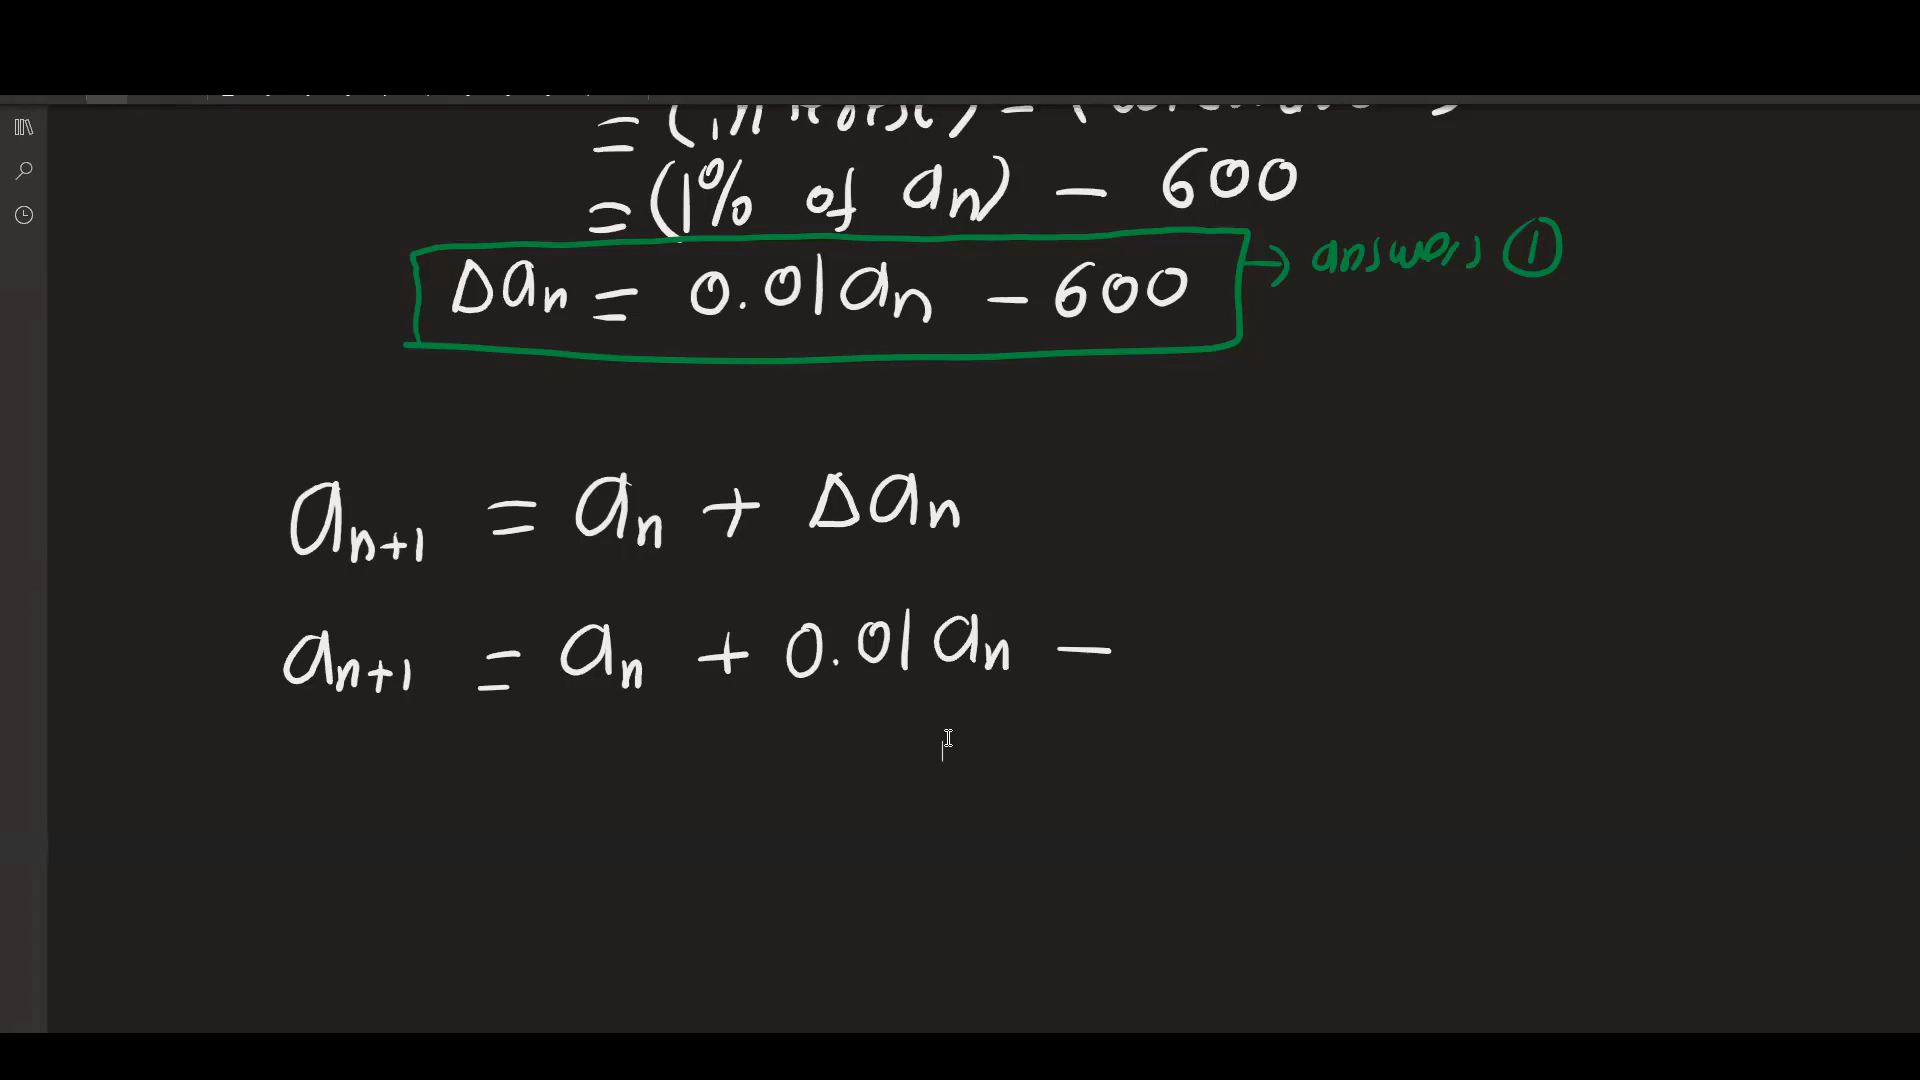 = (1% of aₙ) − 600
Δaₙ = 0.01aₙ − 600 → answers ①
aₙ₊₁ = aₙ + Δaₙ
aₙ₊₁ = aₙ + 0.01aₙ −